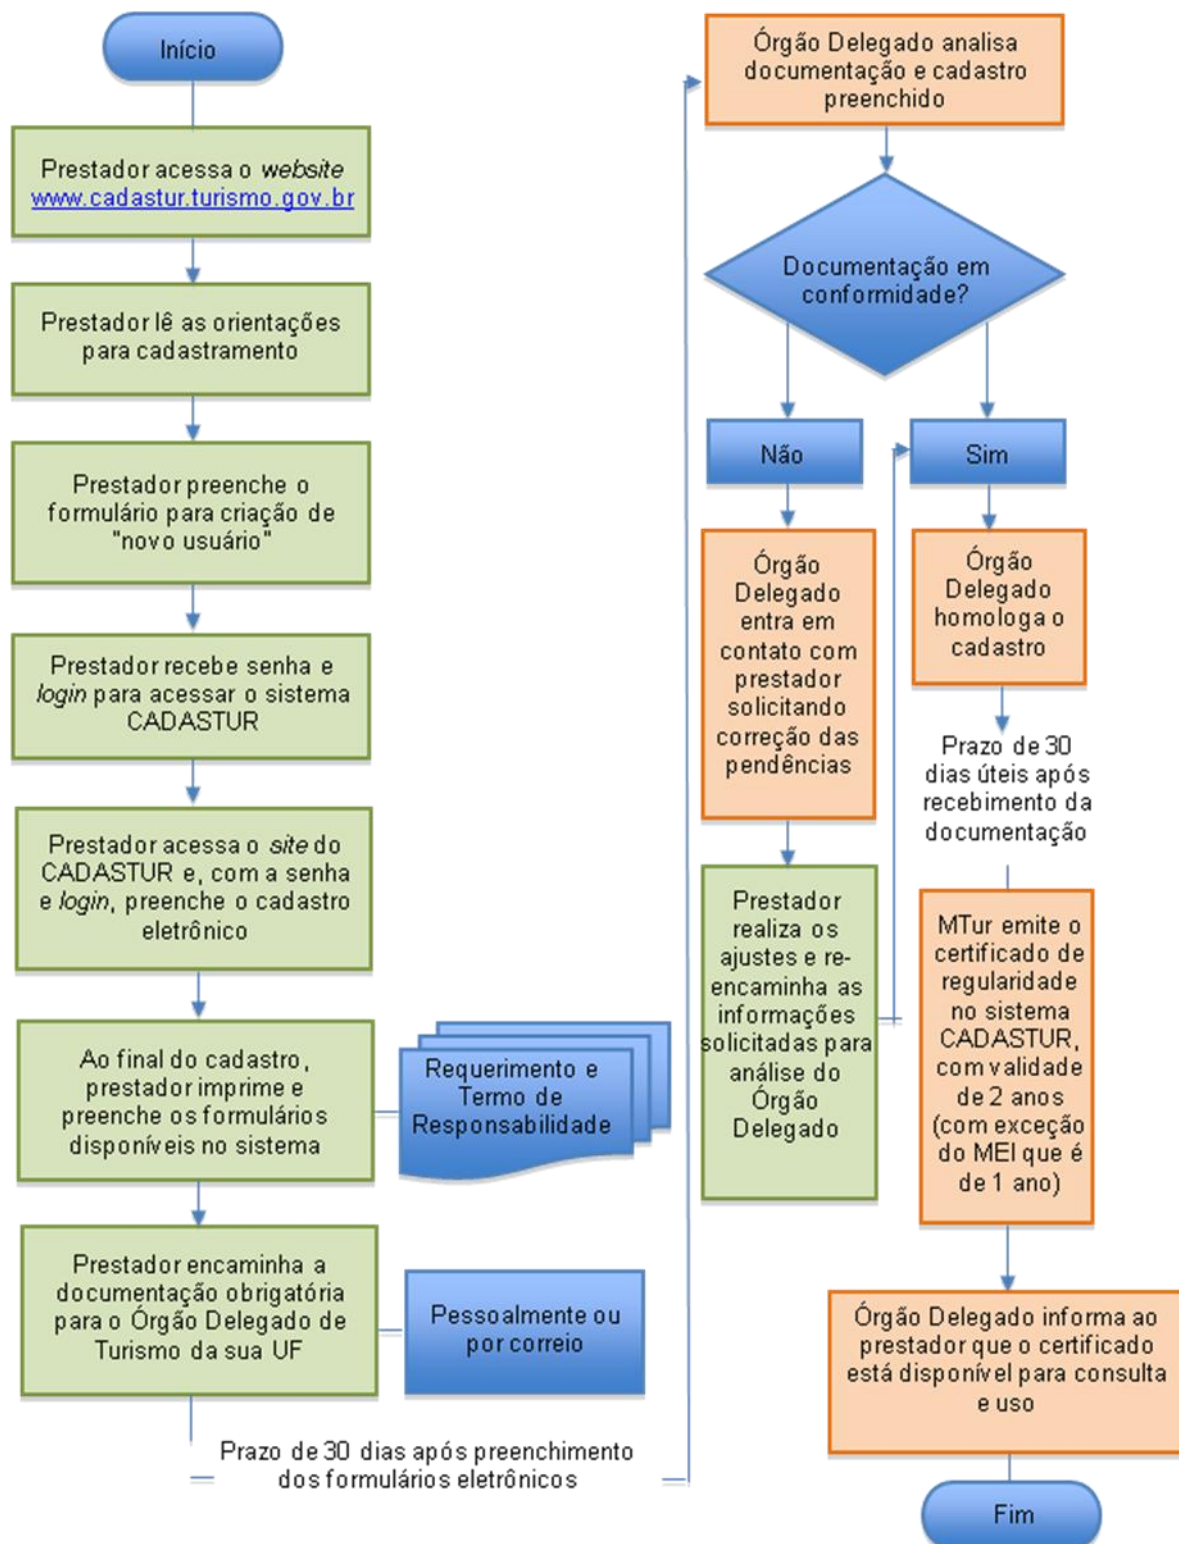 Início
Prestador acessa o website
www.cadastur.turismo.gov.br
Prestador lê as orientações
para cadastramento
Prestador preenche o
formulário para criação de
"novo usuário"
Prestador recebe senha e
login para acessar o sistema
CADASTUR
Prestador acessa o site do
CADASTUR e, com a senha
e login, preenche o cadastro
eletrônico
Ao final do cadastro,
prestador imprime e
preenche os formulários
disponíveis no sistema
Requerimento e
Termo de
Responsabilidade
Prestador encaminha a
documentação obrigatória
para o Órgão Delegado de
Turismo da sua UF
Pessoalmente ou
por correio
Prazo de 30 dias após preenchimento
dos formulários eletrônicos
Órgão Delegado analisa
documentação e cadastro
preenchido
Documentação em
conformidade?
Não
Órgão
Delegado
entra em
contato com
prestador
solicitando
correção das
pendências
Prestador
realiza os
ajustes e re-
encaminha as
informações
solicitadas para
análise do
Órgão
Delegado
Sim
Órgão
Delegado
homologa o
cadastro
Prazo de 30
dias úteis após
recebimento da
documentação
MTur emite o
certificado de
regularidade
no sistema
CADASTUR,
com validade
de 2 anos
(com exceção
do MEI que é
de 1 ano)
Órgão Delegado informa ao
prestador que o certificado
está disponível para consulta
e uso
Fim